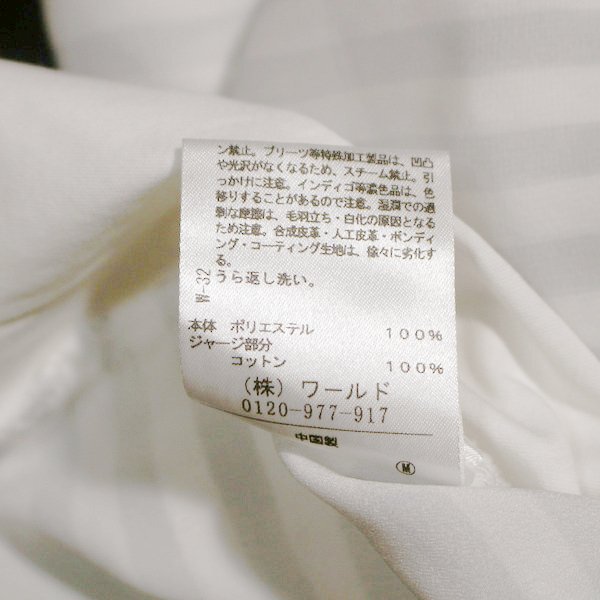 ン禁止。プリーツ等特殊加工製品は、凹凸
や光沢がなくなるため、スチーム禁止。引
っかけに注意。インディゴ等濃色品は、色
移りすることがあるので注意。湿潤での過
剰な摩擦は、毛羽立ち・白化の原因となる
ため注意。合成皮革・人工皮革・ボンディ
ング・コーティング生地は、徐々に劣化す
る。
うら返し洗い。
W-32
本体 ポリエステル 100%
ジャージ部分
コットン 100%
(株)ワールド
0120-977-917
中国製
M